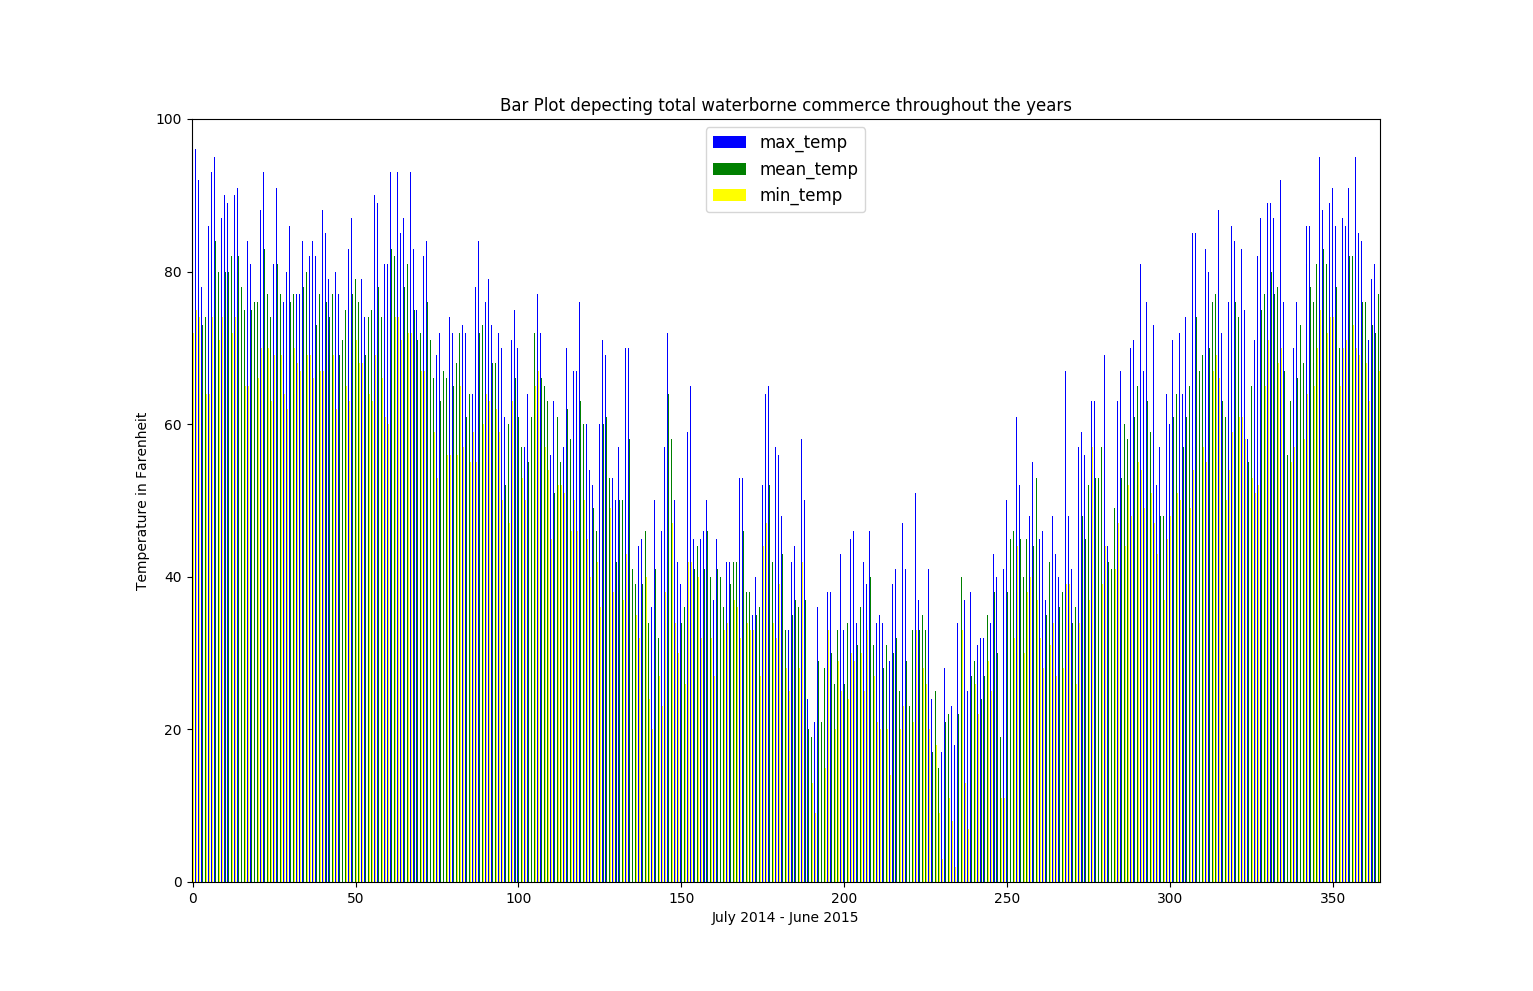 Bar Plot depecting total waterborne commerce throughout the years
max_temp
mean_temp
min_temp
Temperature in Farenheit
100
80
60
40
20
0
0 50 100 150 200 250 300 350
July 2014 - June 2015